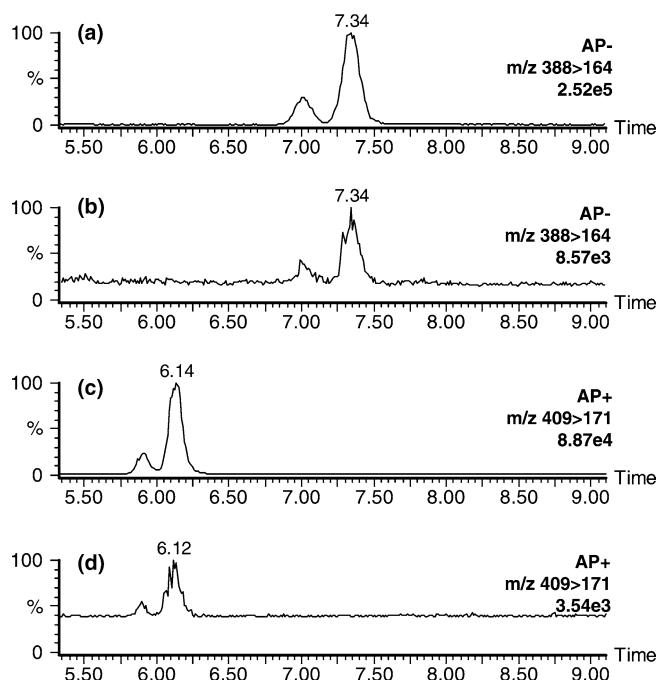 7.34
100 (a) AP-
% m/z 388>164
2.52e5
0 Time
5.50 6.00 6.50 7.00 7.50 8.00 8.50 9.00
7.34
100 (b) AP-
% m/z 388>164
8.57e3
0 Time
5.50 6.00 6.50 7.00 7.50 8.00 8.50 9.00
6.14
100 (c) AP+
% m/z 409>171
8.87e4
0 Time
5.50 6.00 6.50 7.00 7.50 8.00 8.50 9.00
6.12
100 (d) AP+
m/z 409>171
% 3.54e3
0 Time
5.50 6.00 6.50 7.00 7.50 8.00 8.50 9.00